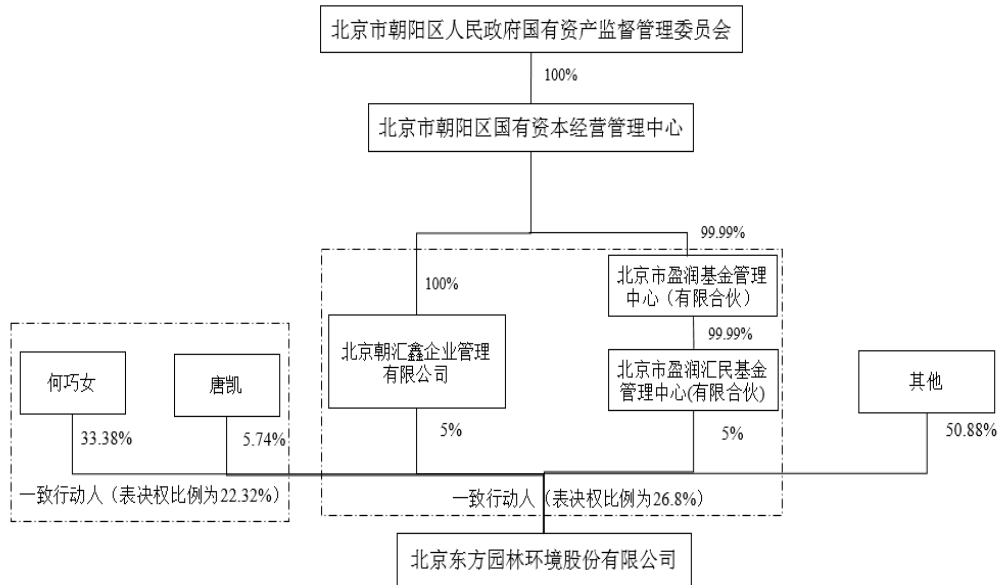 北京市朝阳区人民政府国有资产监督管理委员会
100%
北京市朝阳区国有资本经营管理中心
99.99%
100%
北京市盈润基金管理
中心（有限合伙）
99.99%
何巧女
唐凯
北京朝汇鑫企业管理
有限公司
北京市盈润汇民基金
管理中心(有限合伙)
其他
33.38%
5.74%
5%
5%
50.88%
一致行动人（表决权比例为22.32%）
一致行动人（表决权比例为26.8%）
北京东方园林环境股份有限公司